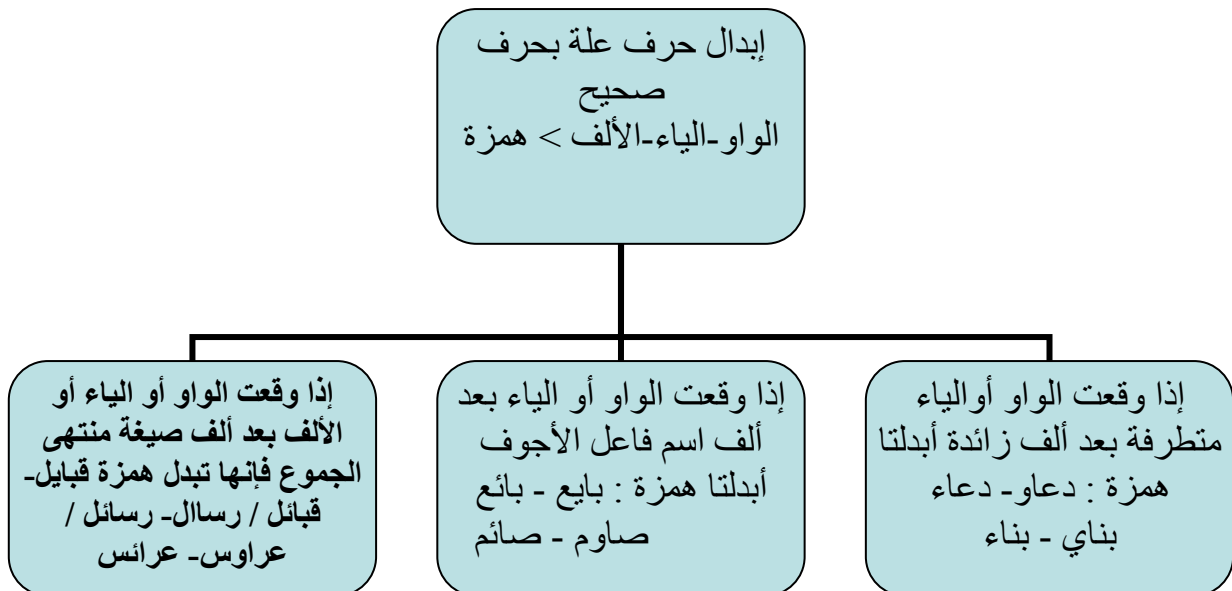 إبدال حرف علة بحرف
صحيح
الواو-الياء-الألف > همزة
إذا وقعت الواو أوالياء
متطرفة بعد ألف زائدة أبدلتا
همزة : دعاو- دعاء
بناي - بناء
إذا وقعت الواو أو الياء بعد
ألف اسم فاعل الأجوف
أبدلتا همزة : بايع - بائع
صاوم - صائم
إذا وقعت الواو أو الياء أو
الألف بعد ألف صيغة منتهى
الجموع فإنها تبدل همزة قبايل-
قبائل / رساال- رسائل /
عراوس- عرائس